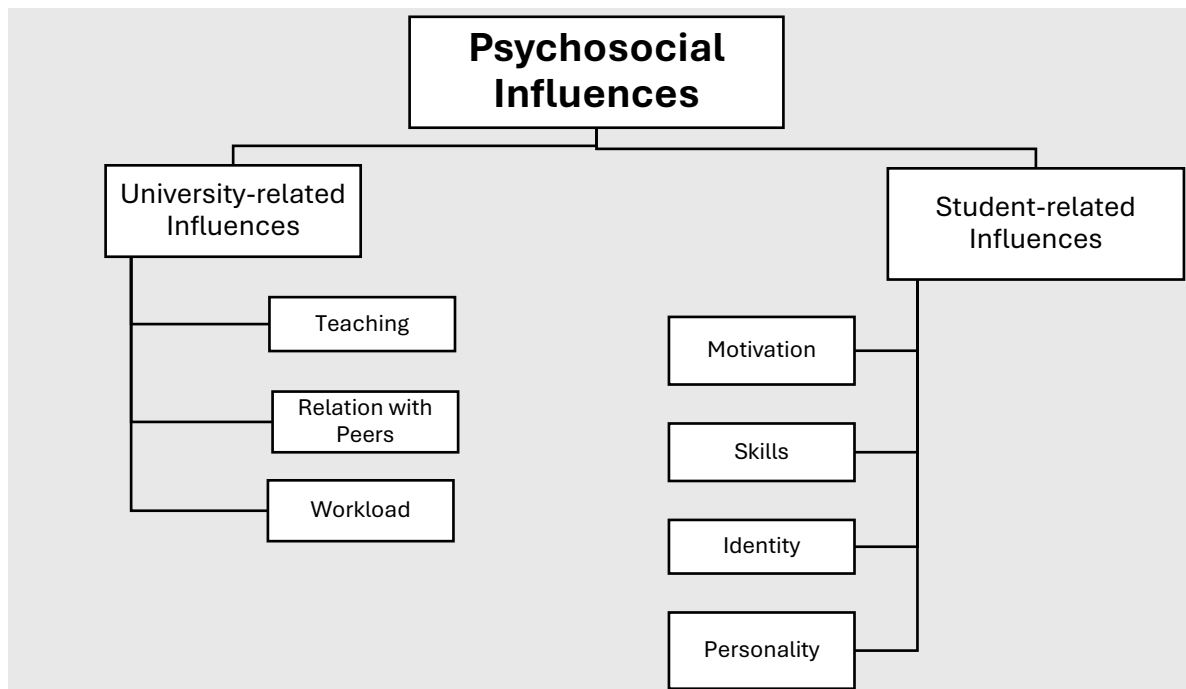 Psychosocial
Influences
University-related
Influences
Teaching
Relation with
Peers
Workload
Student-related
Influences
Motivation
Skills
Identity
Personality